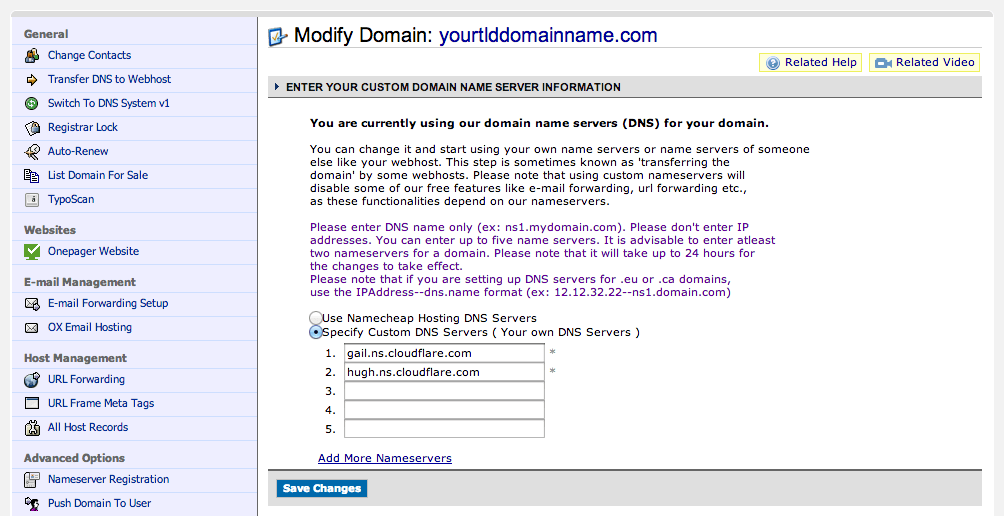 General
Change Contacts
Transfer DNS to Webhost
Switch To DNS System v1
Registrar Lock
Auto-Renew
List Domain For Sale
TypoScan
Websites
Onepager Website
E-mail Management
E-mail Forwarding Setup
OX Email Hosting
Host Management
URL Forwarding
URL Frame Meta Tags
All Host Records
Advanced Options
Nameserver Registration
Push Domain To User
Modify Domain: yourtlddomainname.com
Related Help
Related Video
ENTER YOUR CUSTOM DOMAIN NAME SERVER INFORMATION
You are currently using our domain name servers (DNS) for your domain.
You can change it and start using your own name servers or name servers of someone
else like your webhost. This step is sometimes known as 'transferring the
domain' by some webhosts. Please note that using custom nameservers will
disable some of our free features like e-mail forwarding, url forwarding etc.,
as these functionalities depend on our nameservers.
Please enter DNS name only (ex: ns1.mydomain.com). Please don't enter IP
addresses. You can enter up to five name servers. It is advisable to enter atleast
two nameservers for a domain. Please note that it will take up to 24 hours for
the changes to take effect.
Please note that if you are setting up DNS servers for .eu or .ca domains,
use the IPAddress--dns.name format (ex: 12.12.32.22--ns1.domain.com)
Use Namecheap Hosting DNS Servers
Specify Custom DNS Servers ( Your own DNS Servers )
1. gail.ns.cloudflare.com *
2. hugh.ns.cloudflare.com *
3.
4.
5.
Add More Nameservers
Save Changes